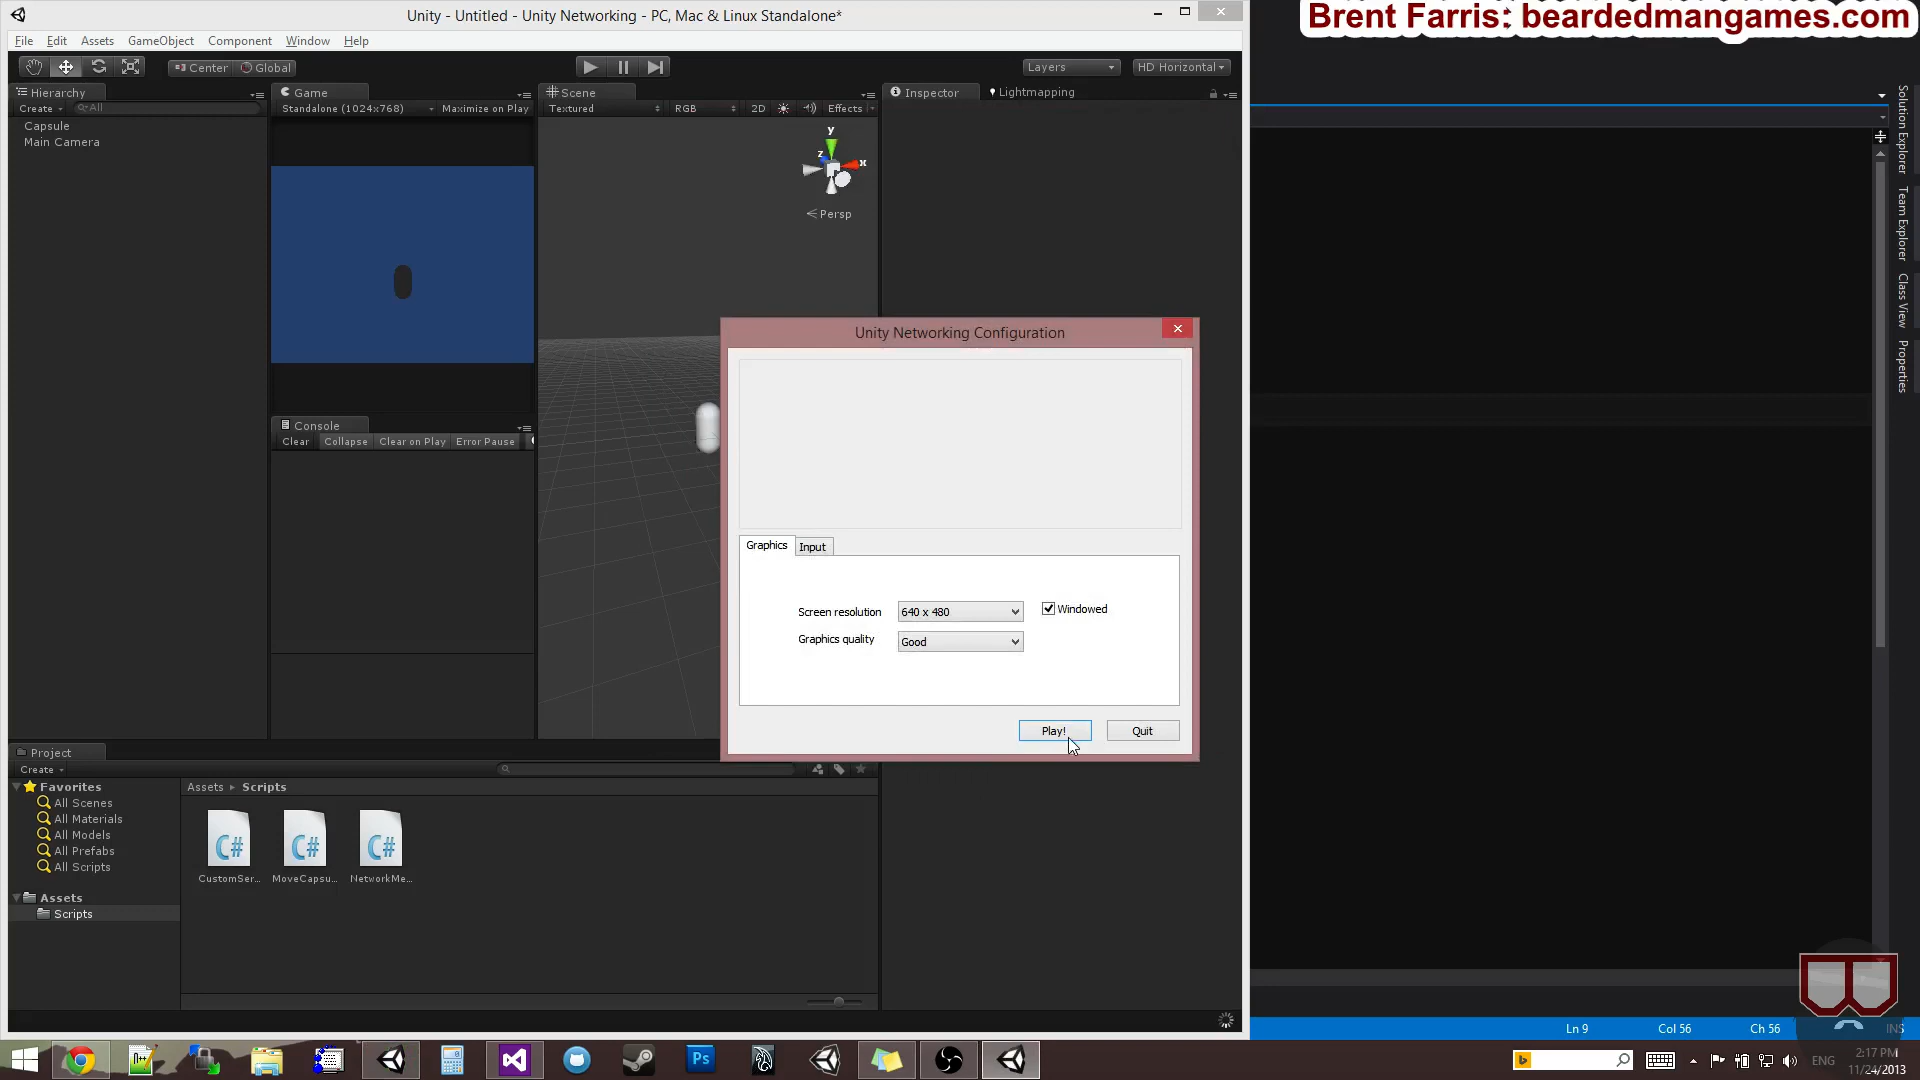 Unity - Untitled - Unity Networking - PC, Mac & Linux Standalone*
Brent Farris: beardedmangames.com
File Edit Assets GameObject Component Window Help
Center Global
Layers
HD Horizontal
Hierarchy
Create All
Capsule
Main Camera
Game
Standalone (1024x768) Maximize on Play
Scene
Textured RGB 2D Effects
y
z
x
Persp
Inspector
Lightmapping
Console
Clear Collapse Clear on Play Error Pause
Unity Networking Configuration
Graphics Input
Screen resolution 640 x 480 Windowed
Graphics quality Good
Play! Quit
Project
Create
Favorites
All Scenes
All Materials
All Models
All Prefabs
All Scripts
Assets
Scripts
Assets Scripts
CustomSer... MoveCapsu... NetworkMe...
C# C# C#
Solution Explorer
Team Explorer
Class View
Properties
Ln 9 Col 56 Ch 56 INS
Ps
b
ENG
2:17 PM
11/24/2013